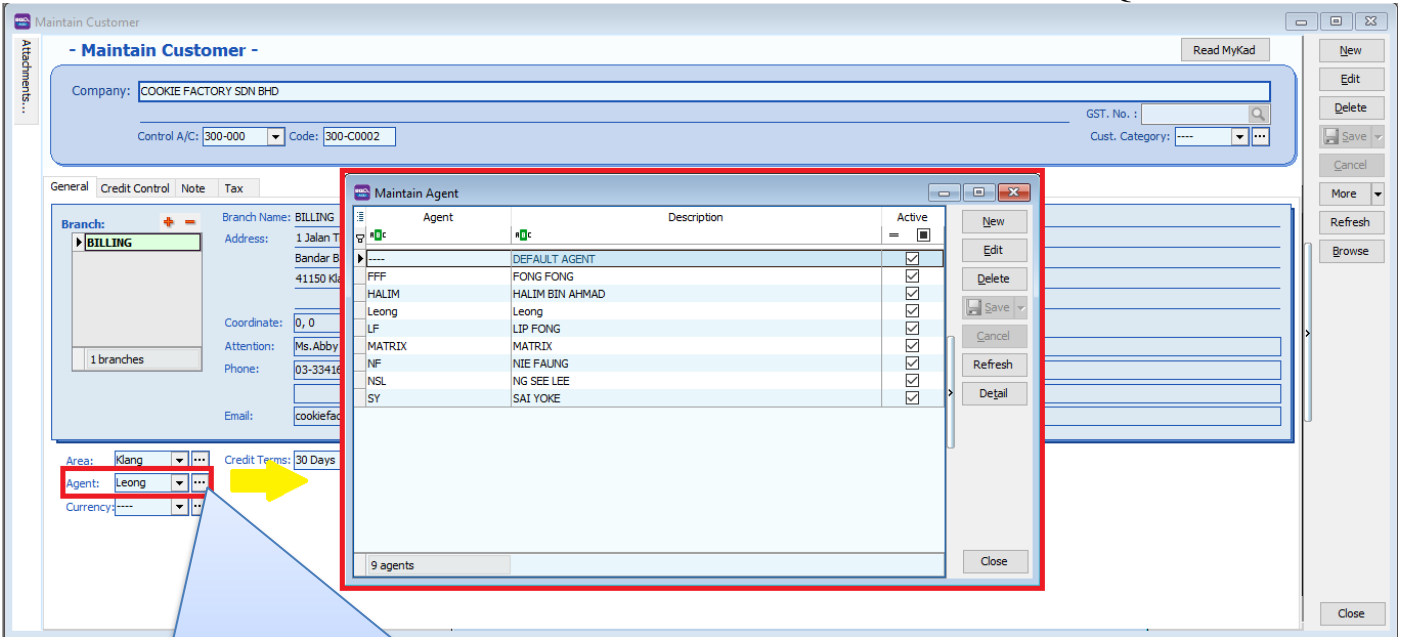 Maintain Customer
Attachments...
- Maintain Customer -
Read MyKad
New
Edit
Delete
Save
Cancel
More
Refresh
Browse
Close
Company: COOKIE FACTORY SDN BHD
GST. No. :
Control A/C: 300-000 Code: 300-C0002
Cust. Category: ----
General Credit Control Note Tax
Branch:
BILLING
1 branches
Branch Name: BILLING
Address: 1 Jalan T
Bandar B
41150 Kla
Coordinate: 0, 0
Attention: Ms.Abby
Phone: 03-33416
Email: cookiefac
Area: Klang
Credit Terms: 30 Days
Agent: Leong
Currency: ----
Maintain Agent
Agent Description Active
---- DEFAULT AGENT
FFF FONG FONG
HALIM HALIM BIN AHMAD
Leong Leong
LF LIP FONG
MATRIX MATRIX
NF NIE FAUNG
NSL NG SEE LEE
SY SAI YOKE
9 agents
New
Edit
Delete
Save
Cancel
Refresh
Detail
Close